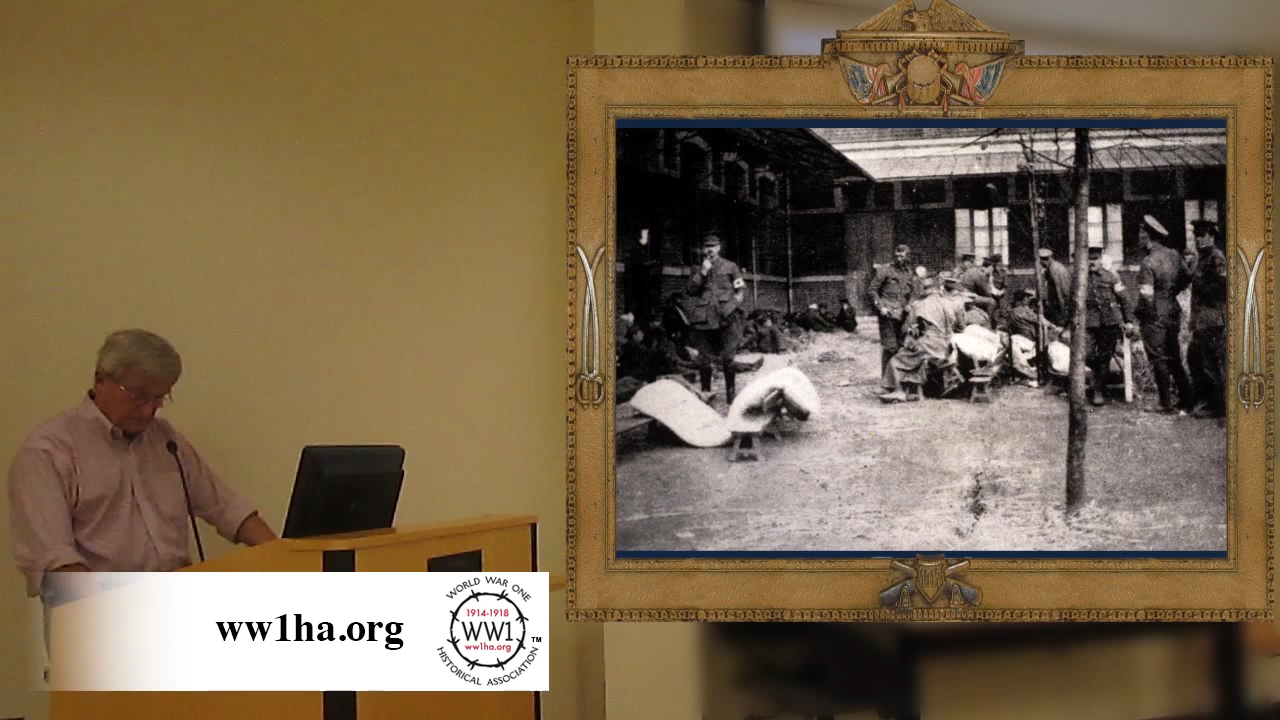 ww1ha.org
WORLD WAR ONE
1914-1918
WW1
ww1ha.org
HISTORICAL ASSOCIATION
TM